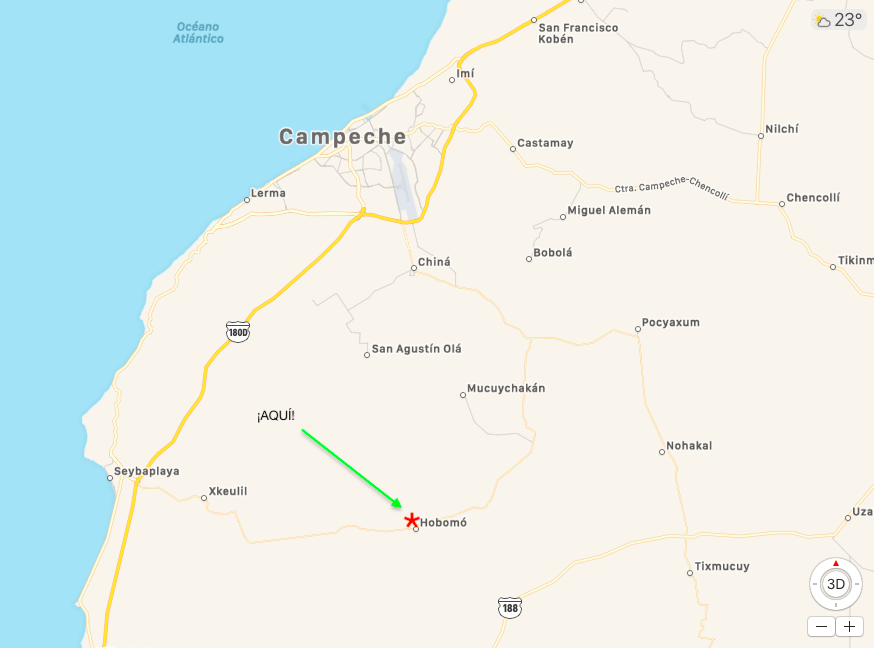 Océano
Atlántico
23°
San Francisco
Kobén
Imí
Campeche
Castamay
Nilchí
Ctra. Campeche-Chencollí
Lerma
Chencollí
Miguel Alemán
Bobolá
Chiná
Tikinm
180D
Pocyaxum
San Agustín Olá
Mucuychakán
¡AQUÍ!
Nohakal
Seybaplaya
Xkeulil
Hobomó
Uza
Tixmucuy
3D
188